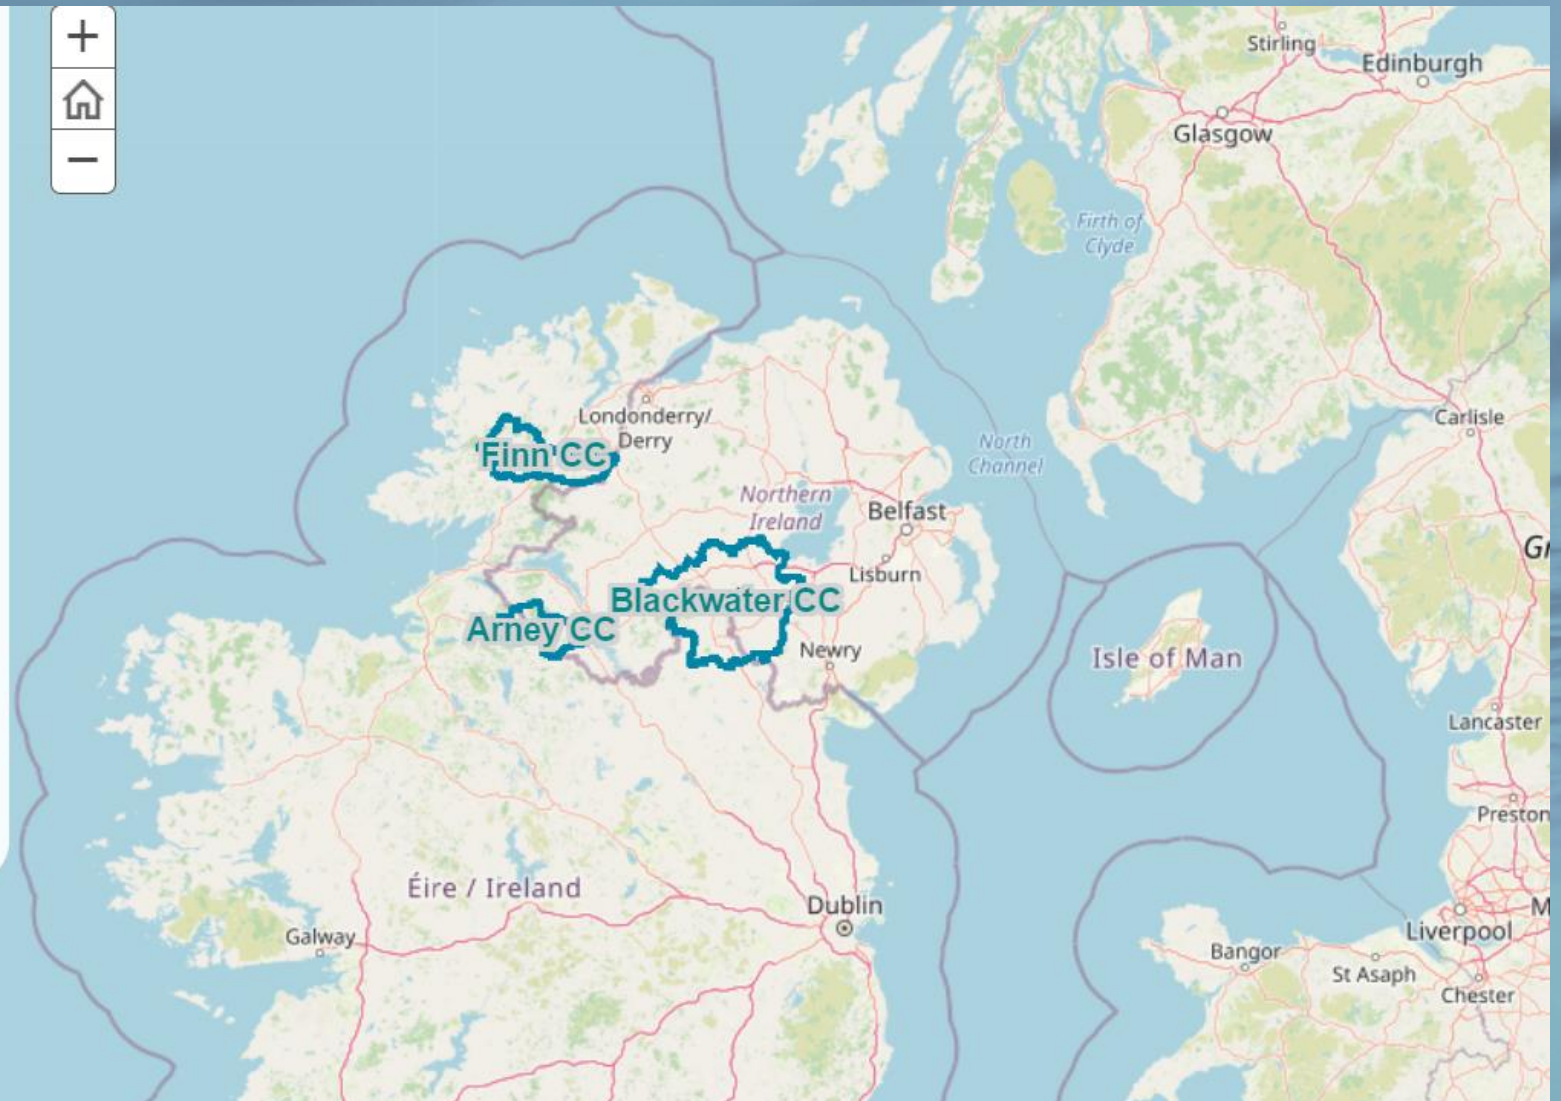 +
−
Stirling
Edinburgh
Glasgow
Firth of
Clyde
Londonderry/
Derry
Finn CC
North
Channel
Carlisle
Northern
Ireland
Belfast
Lisburn
Blackwater CC
Arney CC
Newry
Isle of Man
Lancaster
Preston
Éire / Ireland
Dublin
Galway
Liverpool
Bangor
St Asaph
Chester